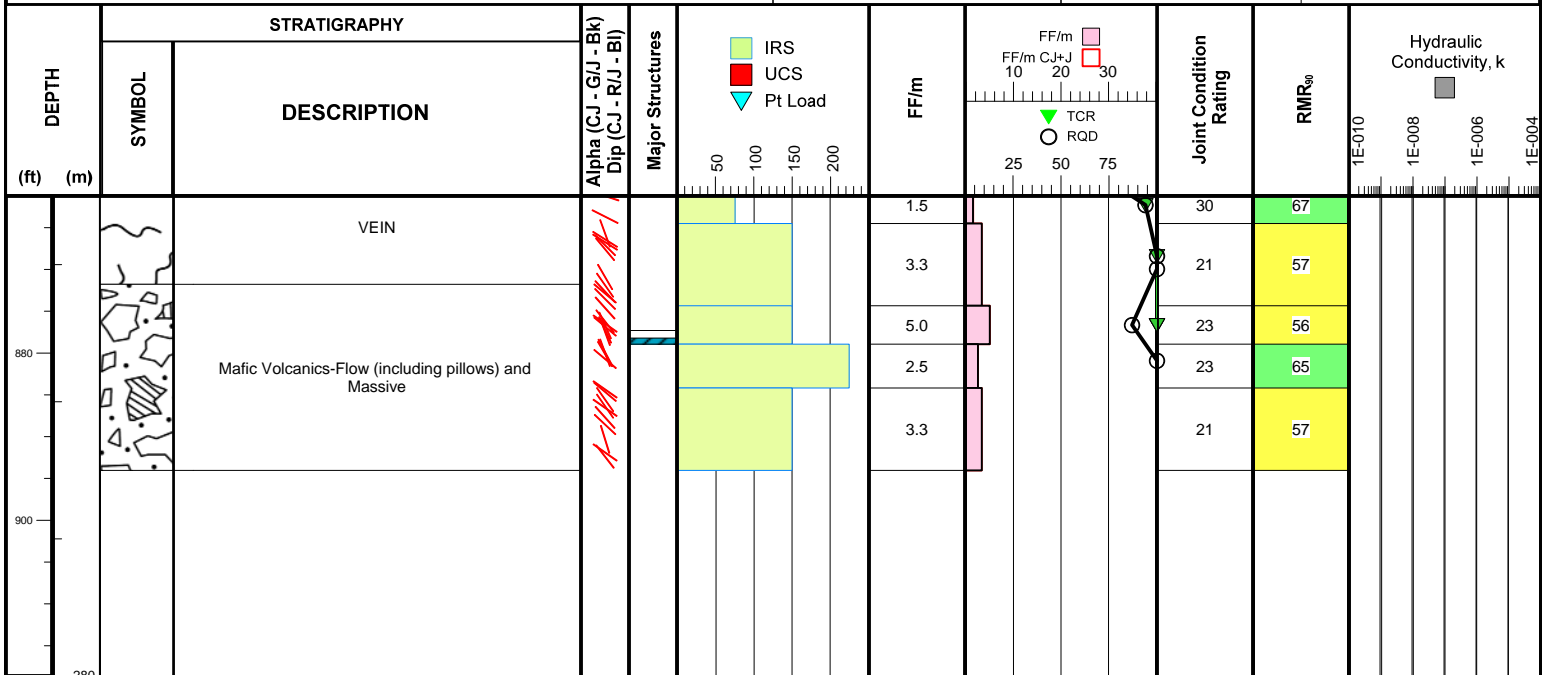 STRATIGRAPHY
DEPTH
(ft) (m)
SYMBOL
DESCRIPTION
Alpha (CJ - G/J - Bk)
Dip (CJ - R/J - Bl)
Major Structures
IRS
UCS
Pt Load
50 100 150 200
FF/m
FF/m
FF/m CJ+J
10 20 30
TCR
RQD
25 50 75
Joint Condition
Rating
RMR90
Hydraulic
Conductivity, k
1E-010 1E-008 1E-006 1E-004
VEIN
1.5 30 67
3.3 21 57
5.0 23 56
880
Mafic Volcanics-Flow (including pillows) and
Massive
2.5 23 65
3.3 21 57
900